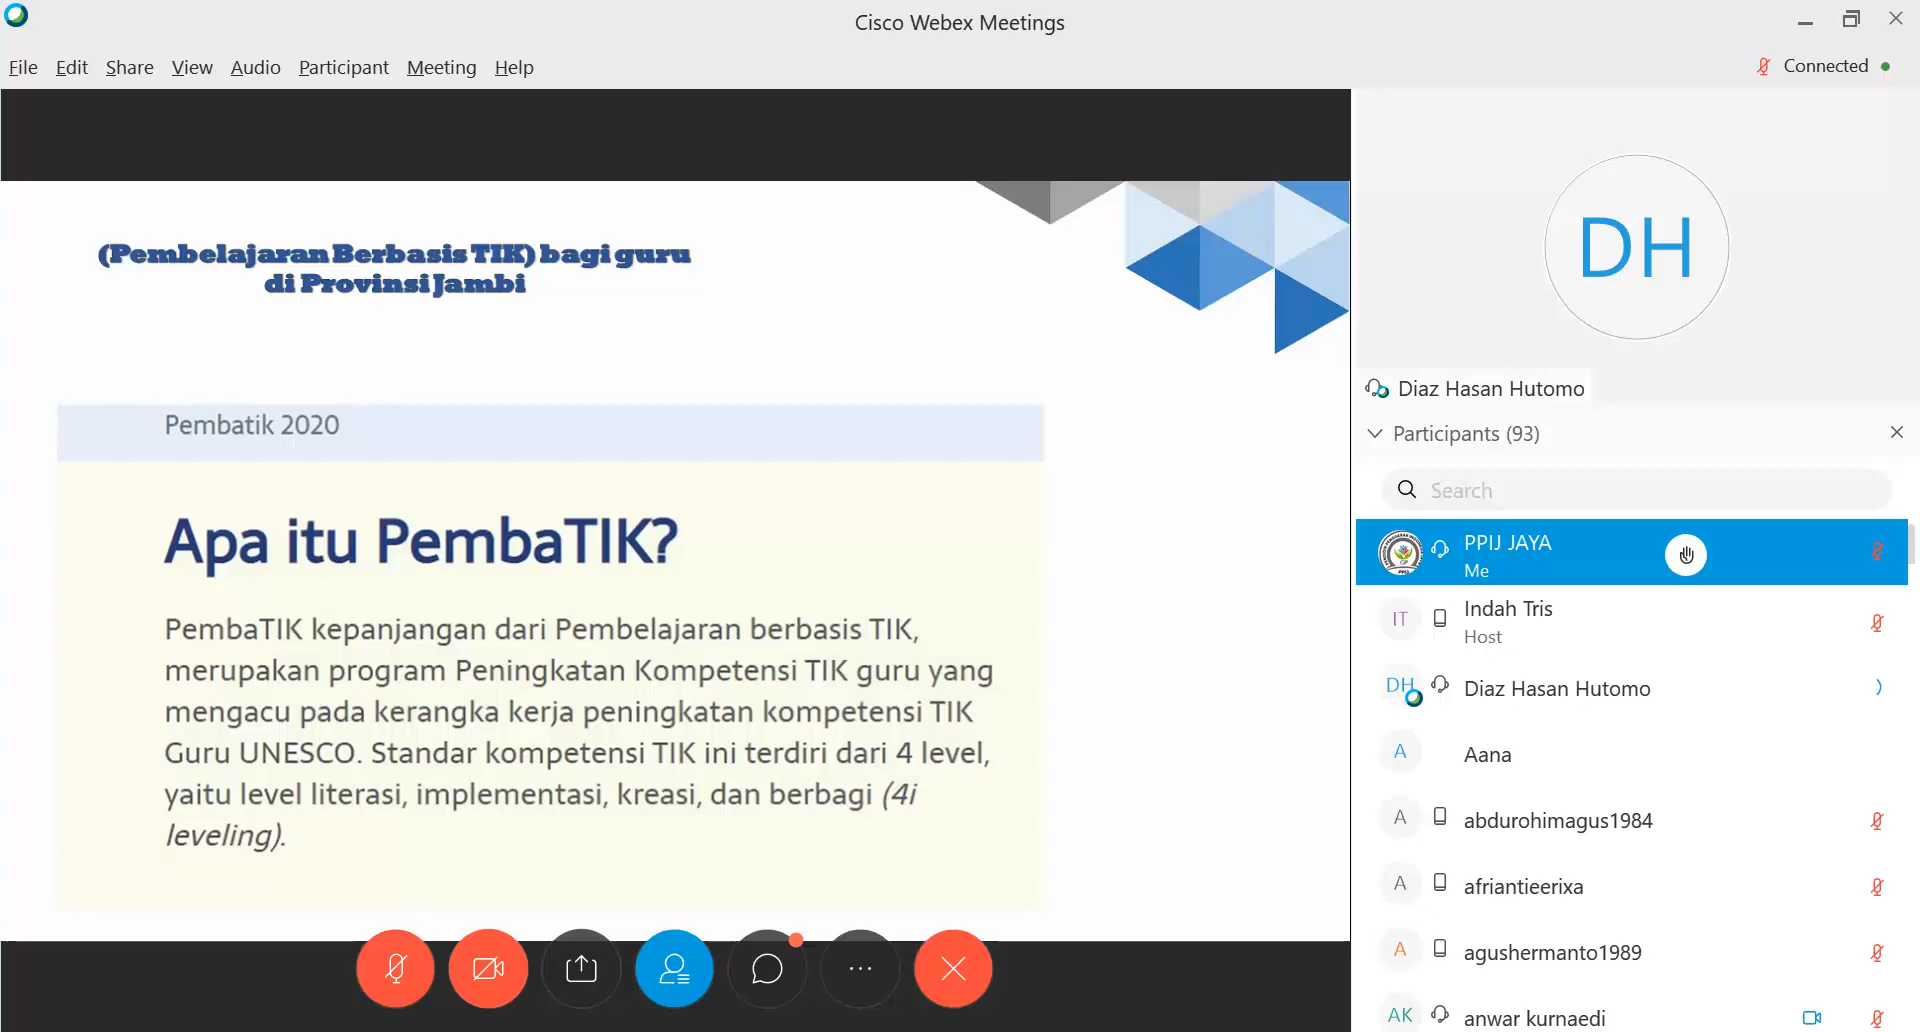 Cisco Webex Meetings
File Edit Share View Audio Participant Meeting Help
Connected
(Pembelajaran Berbasis TIK) bagi guru
di Provinsi Jambi
Pembatik 2020
Apa itu PembaTIK?
PembaTIK kepanjangan dari Pembelajaran berbasis TIK,
merupakan program Peningkatan Kompetensi TIK guru yang
mengacu pada kerangka kerja peningkatan kompetensi TIK
Guru UNESCO. Standar kompetensi TIK ini terdiri dari 4 level,
yaitu level literasi, implementasi, kreasi, dan berbagi (4i
leveling).
DH
Diaz Hasan Hutomo
Participants (93)
Search
PPIJ JAYA
Me
IT
Indah Tris
Host
DH
Diaz Hasan Hutomo
A
Aana
A
abdurohimagus1984
A
afriantieerixa
A
agushermanto1989
AK
anwar kurnaedi